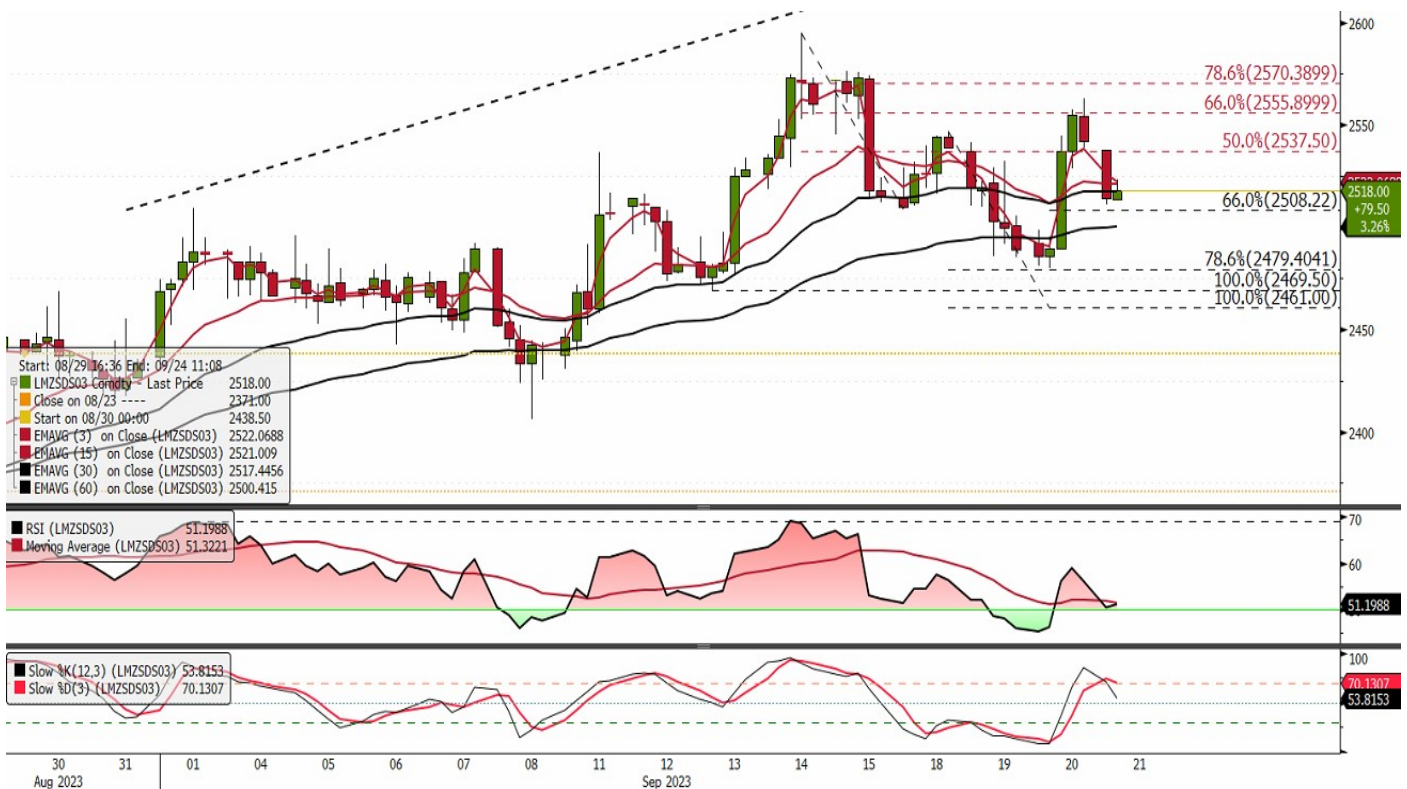 2600
78.6%(2570.3899)
66.0%(2555.8999)
2550
50.0%(2537.50)
2518.00
+79.50
3.26%
66.0%(2508.22)
78.6%(2479.4041)
100.0%(2469.50)
100.0%(2461.00)
2450
2400
Start: 08/29 16:36 End: 09/24 11:08
LMZSDS03 Comdty - Last Price 2518.00
Close on 08/23 ---- 2371.00
Start on 08/30 00:00 2438.50
EMAVG (3) on Close (LMZSDS03) 2522.0688
EMAVG (15) on Close (LMZSDS03) 2521.009
EMAVG (30) on Close (LMZSDS03) 2517.4456
EMAVG (60) on Close (LMZSDS03) 2500.415
RSI (LMZSDS03) 51.1988
Moving Average (LMZSDS03) 51.3221
70
60
51.1988
Slow %K(12,3) (LMZSDS03) 53.8153
Slow %D(3) (LMZSDS03) 70.1307
100
70.1307
53.8153
30 31 01 04 05 06 07 08 11 12 13 14 15 18 19 20 21
Aug 2023 Sep 2023